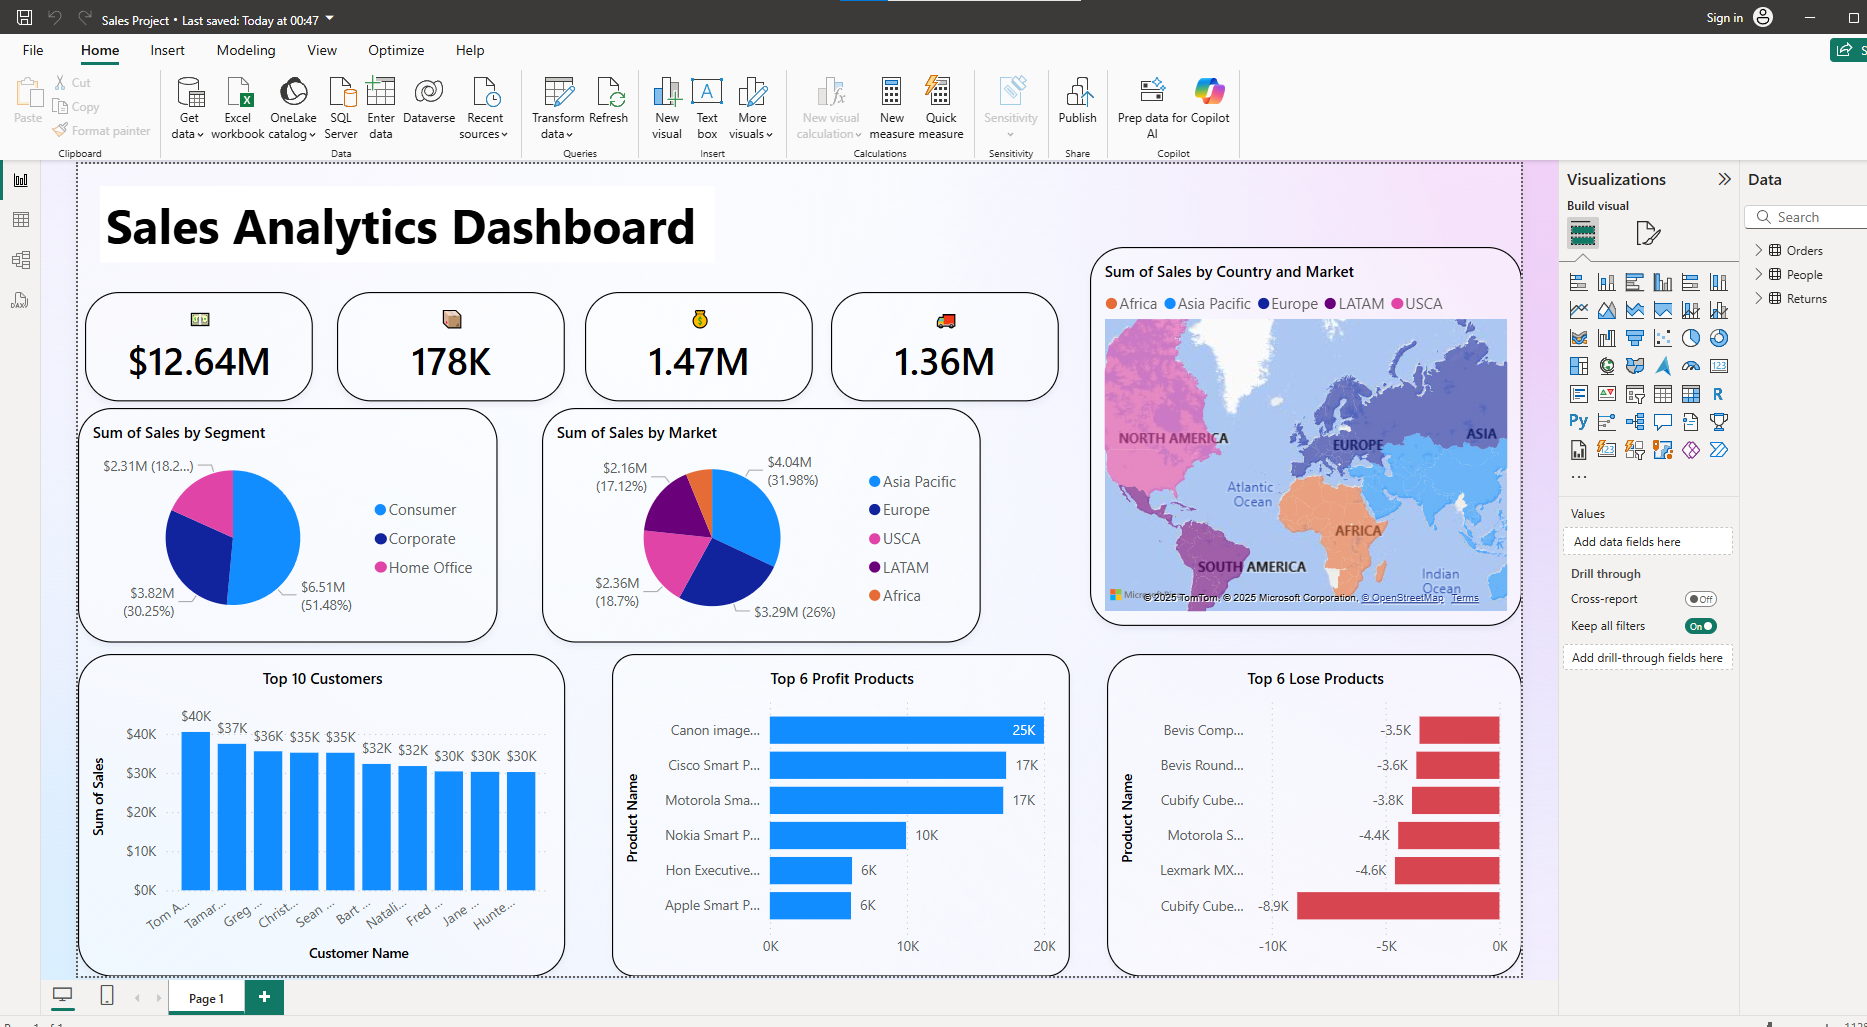 Sales Project • Last saved: Today at 00:47
Sign in
File Home Insert Modeling View Optimize Help
Paste
Cut
Copy
Format painter
Clipboard
Get data
Excel workbook
OneLake catalog
SQL Server
Enter data
Dataverse
Recent sources
Data
Transform data
Refresh
Queries
New visual
Text box
More visuals
Insert
New visual calculation
New measure
Quick measure
Calculations
Sensitivity
Sensitivity
Publish
Share
Prep data for AI
Copilot
Copilot
Sales Analytics Dashboard
$12.64M
178K
1.47M
1.36M
Sum of Sales by Segment
$2.31M (18.2...)
$3.82M
(30.25%)
$6.51M
(51.48%)
Consumer
Corporate
Home Office
Sum of Sales by Market
$2.16M
(17.12%)
$4.04M
(31.98%)
$2.36M
(18.7%)
$3.29M (26%)
Asia Pacific
Europe
USCA
LATAM
Africa
Sum of Sales by Country and Market
Africa Asia Pacific Europe LATAM USCA
NORTH AMERICA
EUROPE
ASIA
Atlantic
Ocean
AFRICA
SOUTH AMERICA
Indian
Ocean
© 2025 TomTom, © 2025 Microsoft Corporation, © OpenStreetMap Terms
Top 10 Customers
Sum of Sales
$40K
$30K
$20K
$10K
$0K
$40K
$37K
$36K
$35K
$35K
$32K
$32K
$30K
$30K
$30K
Tom A...
Tamar...
Greg ...
Christ...
Sean ...
Bart ...
Natali...
Fred ...
Jane ...
Hunte...
Customer Name
Top 6 Profit Products
Product Name
Canon image... 25K
Cisco Smart P... 17K
Motorola Sma... 17K
Nokia Smart P... 10K
Hon Executive... 6K
Apple Smart P... 6K
0K 10K 20K
Top 6 Lose Products
Product Name
Bevis Comp... -3.5K
Bevis Round... -3.6K
Cubify Cube... -3.8K
Motorola S... -4.4K
Lexmark MX... -4.6K
Cubify Cube... -8.9K
-10K -5K 0K
Page 1
Visualizations
Build visual
R
Py
123
...
Values
Add data fields here
Drill through
Cross-report Off
Keep all filters On
Add drill-through fields here
Data
Search
Orders
People
Returns